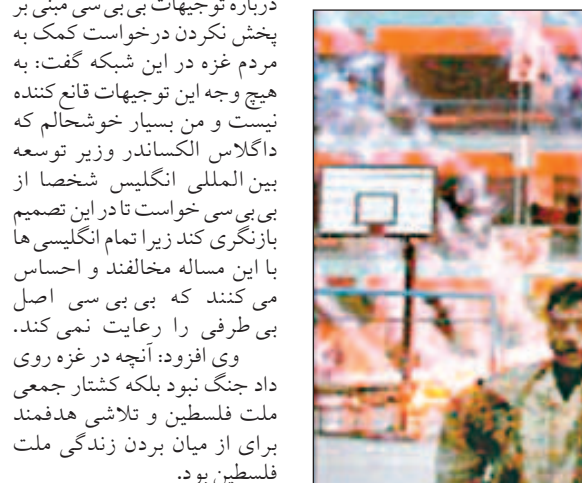 درباره توجیهات بی‌بی‌سی مبنی بر
پخش نکردن درخواست کمک به
مردم غزه در این شبکه گفت: به
هیچ وجه این توجیهات قانع کننده
نیست و من بسیار خوشحالم که
داگلاس الکساندر وزیر توسعه
بین‌المللی انگلیس شخصا از
بی‌بی‌سی خواست تا در این تصمیم
بازنگری کند زیرا تمام انگلیسی‌ها
با این مساله مخالفند و احساس
می‌کنند که بی بی سی اصل
بی‌طرفی را رعایت نمی‌کند.
وی افزود: آنچه در غزه روی
داد جنگ نبود بلکه کشتار جمعی
ملت فلسطین و تلاشی هدفمند
برای از میان بردن زندگی ملت
فلسطین بود.